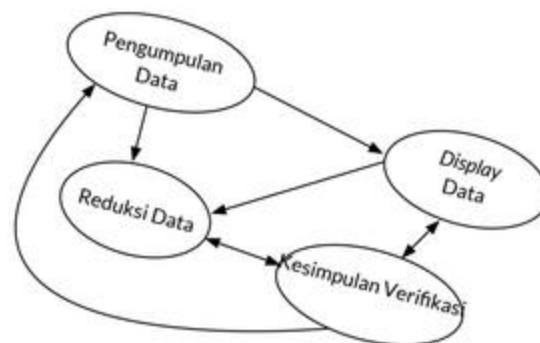 Pengumpulan
Data
Display
Data
Reduksi Data
Kesimpulan Verifikasi